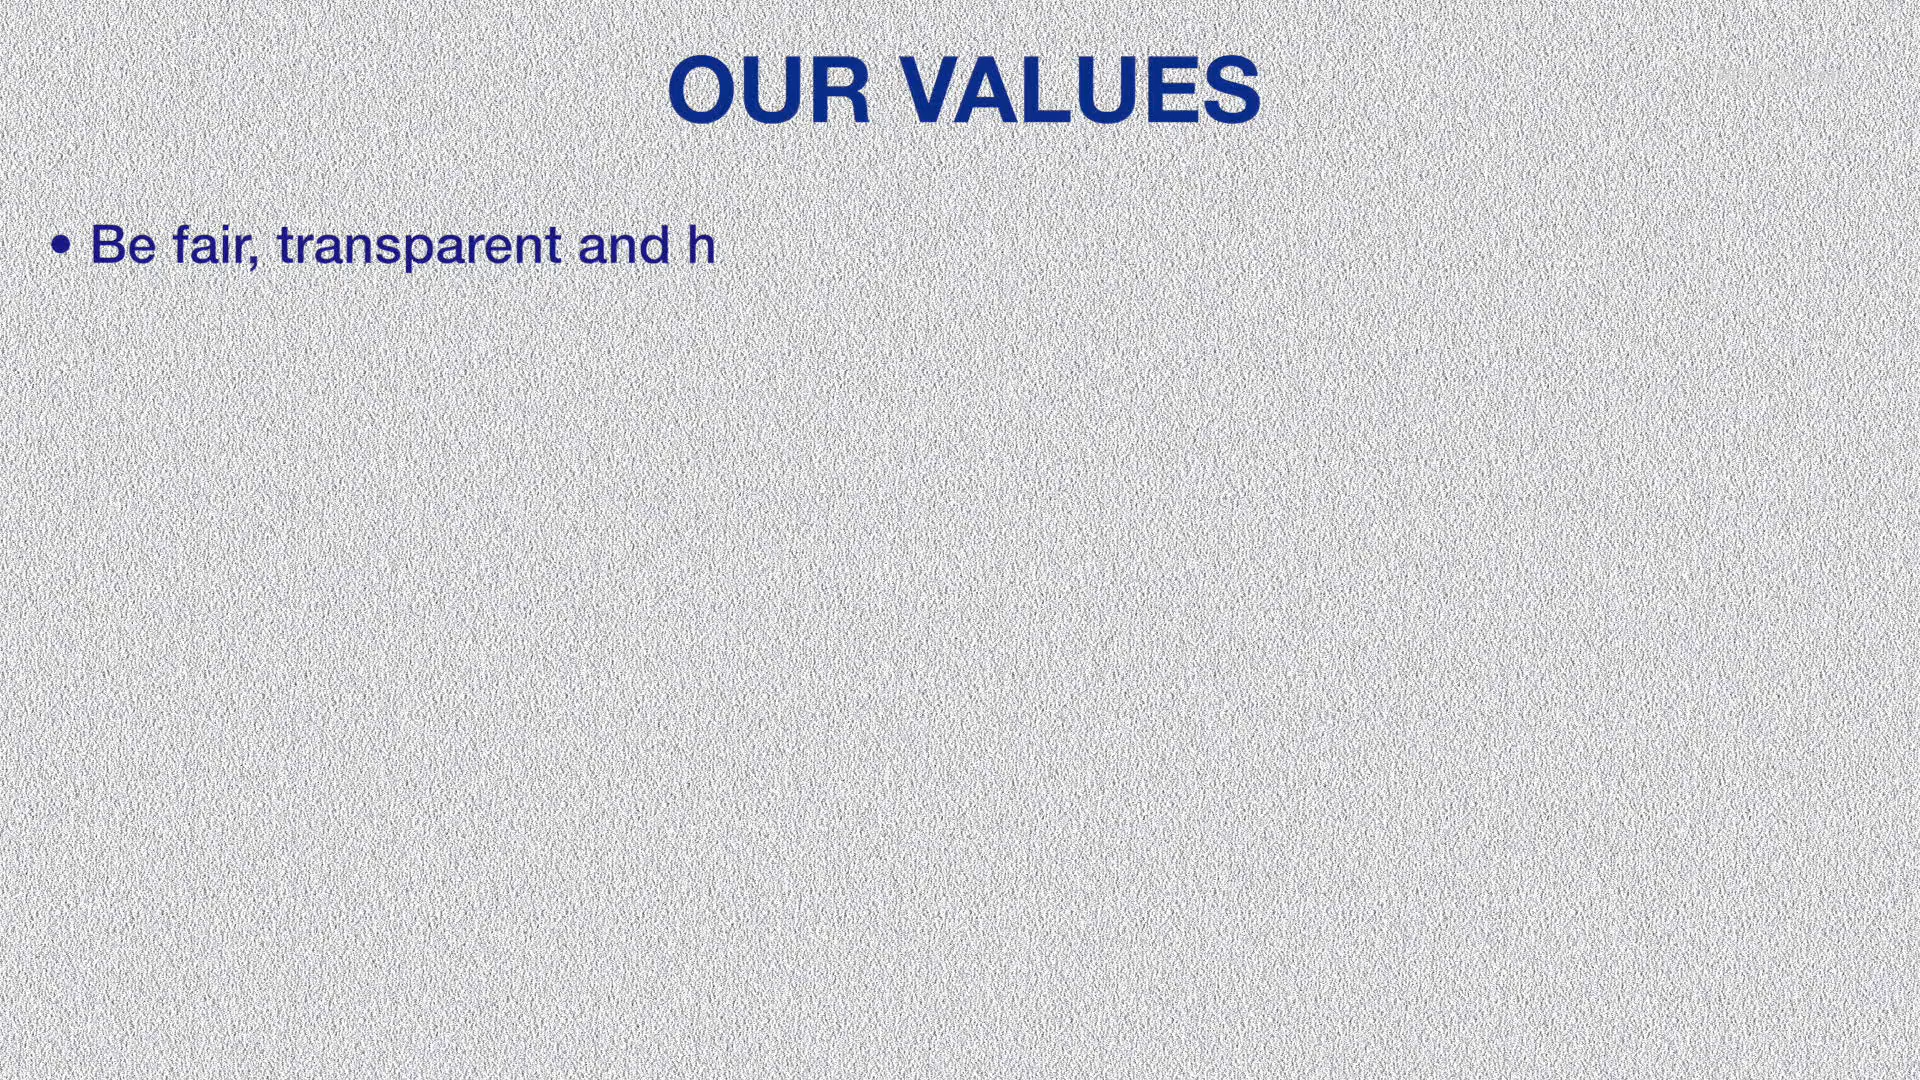 OUR VALUES
• Be fair, transparent and h